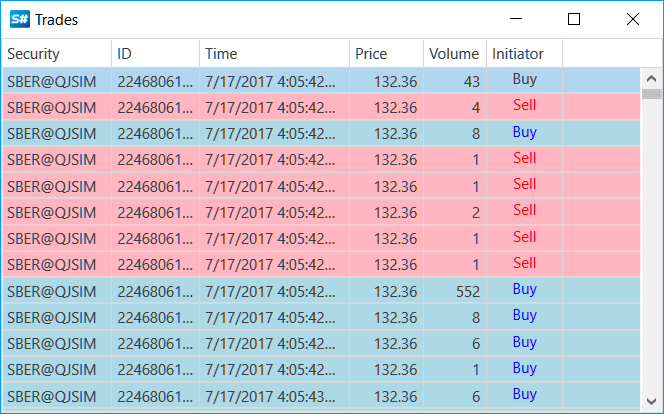 S# Trades
Security ID Time Price Volume Initiator
SBER@QJSIM 22468061... 7/17/2017 4:05:42... 132.36 43 Buy
SBER@QJSIM 22468061... 7/17/2017 4:05:42... 132.36 4 Sell
SBER@QJSIM 22468061... 7/17/2017 4:05:42... 132.36 8 Buy
SBER@QJSIM 22468061... 7/17/2017 4:05:42... 132.36 1 Sell
SBER@QJSIM 22468061... 7/17/2017 4:05:42... 132.36 1 Sell
SBER@QJSIM 22468061... 7/17/2017 4:05:42... 132.36 2 Sell
SBER@QJSIM 22468061... 7/17/2017 4:05:42... 132.36 1 Sell
SBER@QJSIM 22468061... 7/17/2017 4:05:42... 132.36 1 Sell
SBER@QJSIM 22468061... 7/17/2017 4:05:42... 132.36 552 Buy
SBER@QJSIM 22468061... 7/17/2017 4:05:42... 132.36 8 Buy
SBER@QJSIM 22468061... 7/17/2017 4:05:42... 132.36 6 Buy
SBER@QJSIM 22468061... 7/17/2017 4:05:42... 132.36 1 Buy
SBER@QJSIM 22468061... 7/17/2017 4:05:43... 132.36 6 Buy